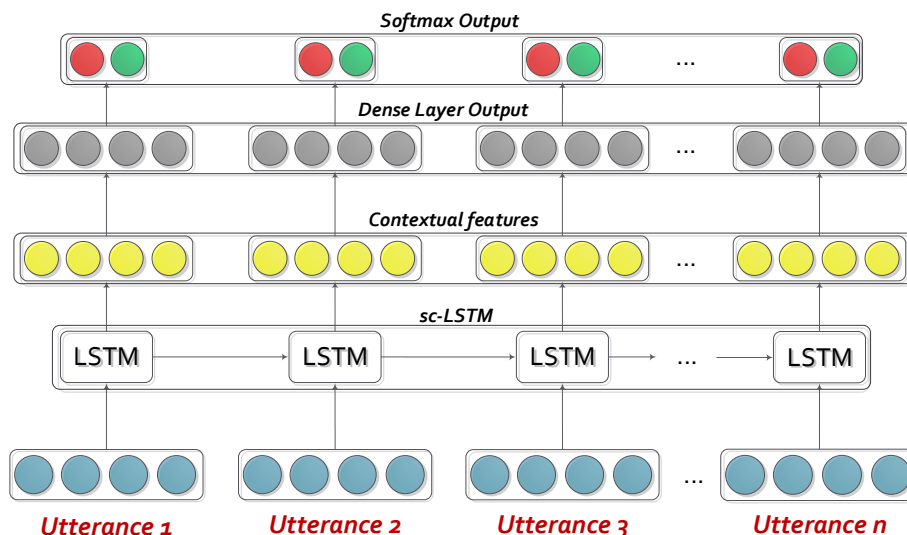 Softmax Output
...
Dense Layer Output
...
Contextual features
...
sc-LSTM
LSTM LSTM LSTM ... LSTM
...
Utterance 1 Utterance 2 Utterance 3 Utterance n